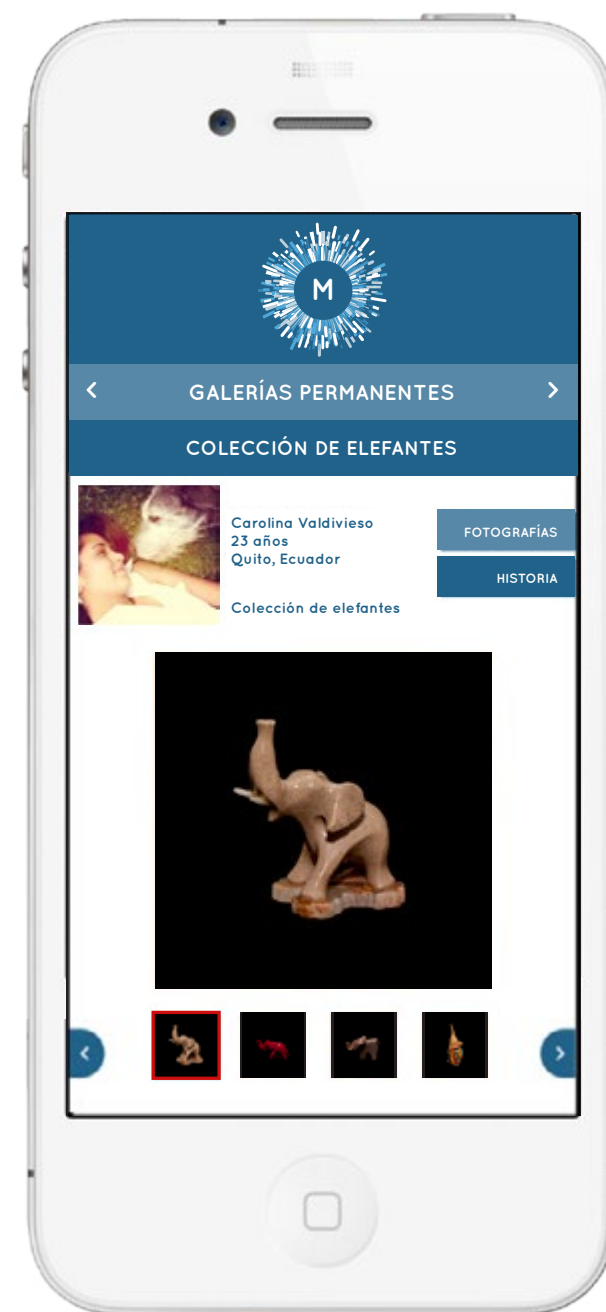 M
GALERÍAS PERMANENTES
COLECCIÓN DE ELEFANTES
Carolina Valdivieso
23 años
Quito, Ecuador
Colección de elefantes
FOTOGRAFÍAS
HISTORIA